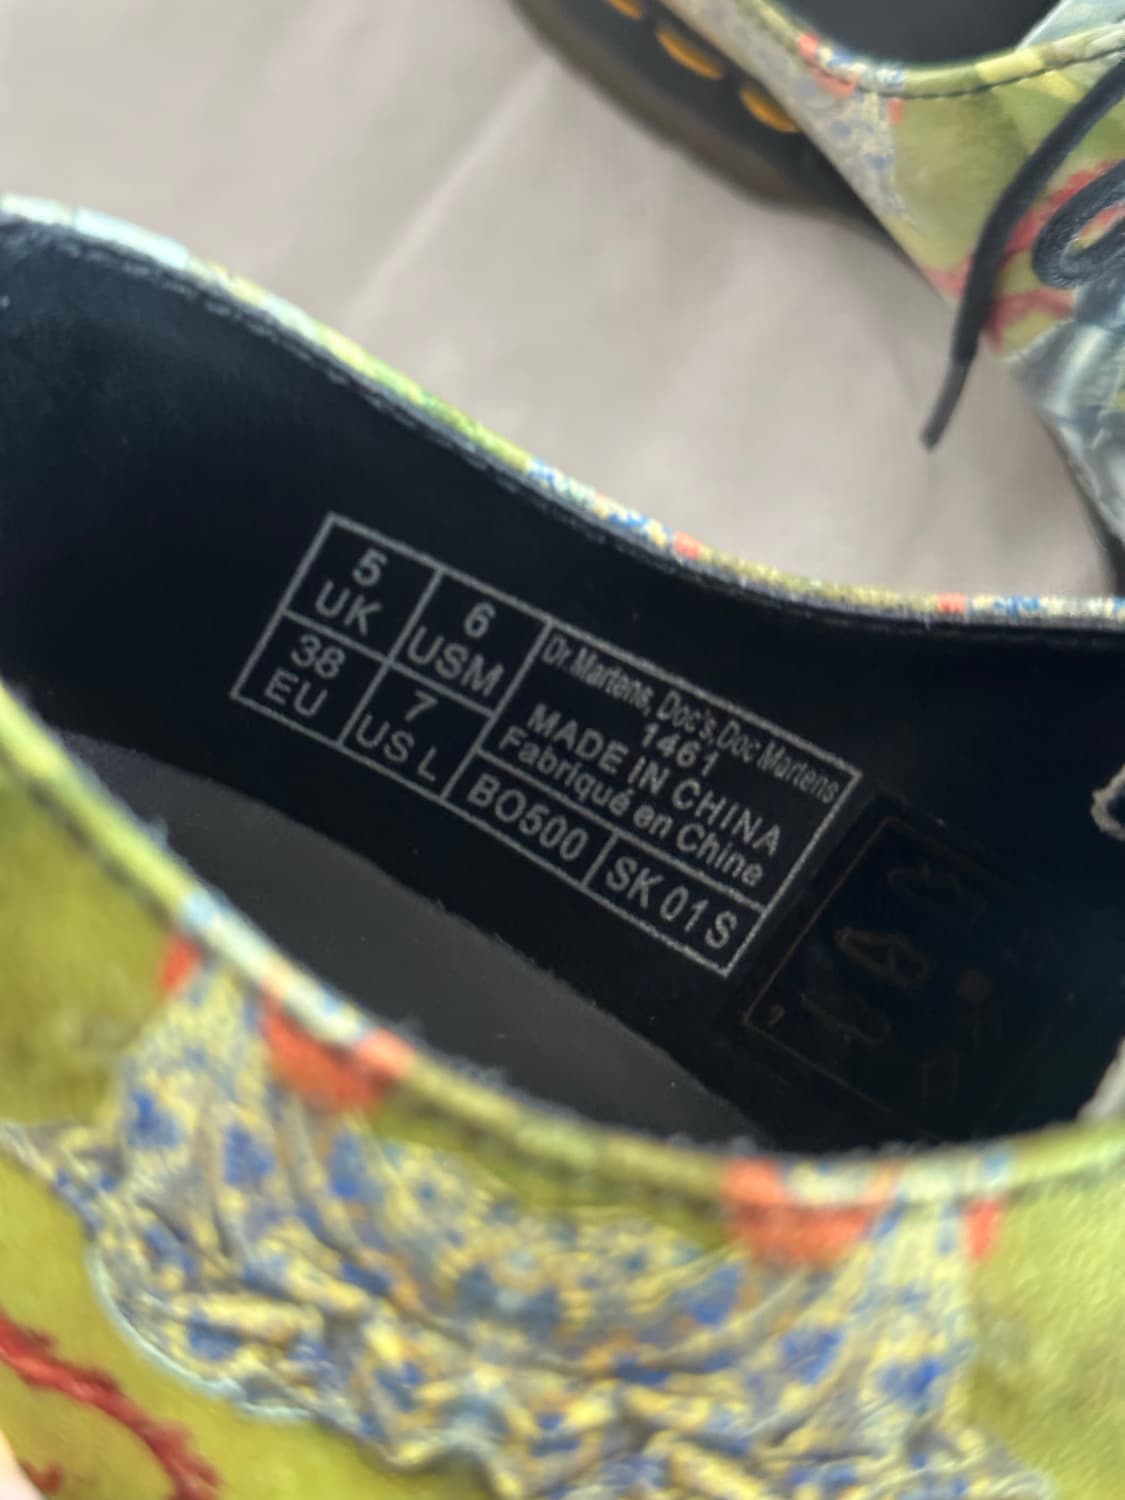 5
UK
6
USM
38
EU
7
US L
Dr.Martens, Doc's,Doc Martens
1461
MADE IN CHINA
Fabriqué en Chine
BO500
SK 01 S